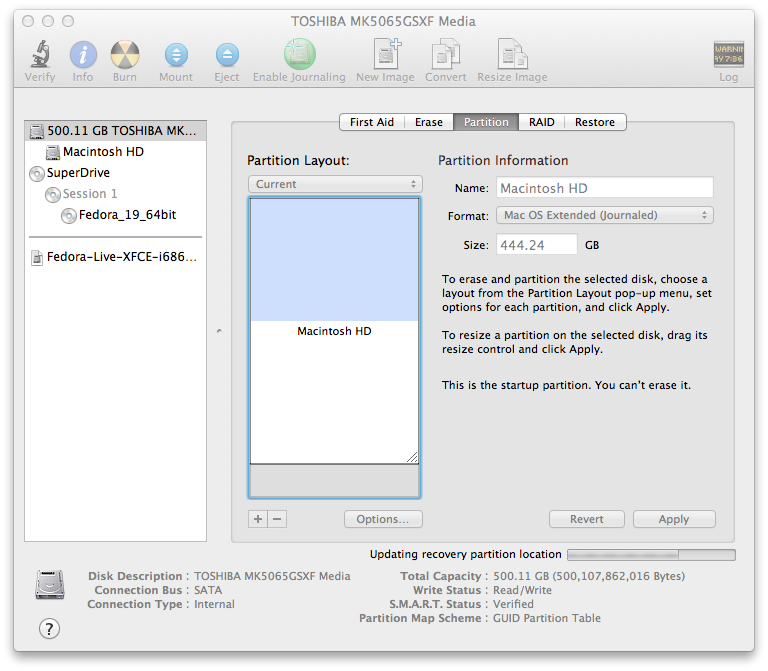 TOSHIBA MK5065GSXF Media
Verify Info Burn Mount Eject Enable Journaling New Image Convert Resize Image Log
WARNIN
AY 7:86
First Aid Erase Partition RAID Restore
500.11 GB TOSHIBA MK...
Macintosh HD
SuperDrive
Session 1
Fedora_19_64bit
Fedora-Live-XFCE-i686...
Partition Layout:
Current
Macintosh HD
Partition Information
Name: Macintosh HD
Format: Mac OS Extended (Journaled)
Size: 444.24 GB
To erase and partition the selected disk, choose a
layout from the Partition Layout pop-up menu, set
options for each partition, and click Apply.
To resize a partition on the selected disk, drag its
resize control and click Apply.
This is the startup partition. You can't erase it.
+ − Options... Revert Apply
Updating recovery partition location
Disk Description : TOSHIBA MK5065GSXF Media
Connection Bus : SATA
Connection Type : Internal
Total Capacity : 500.11 GB (500,107,862,016 Bytes)
Write Status : Read/Write
S.M.A.R.T. Status : Verified
Partition Map Scheme : GUID Partition Table
?